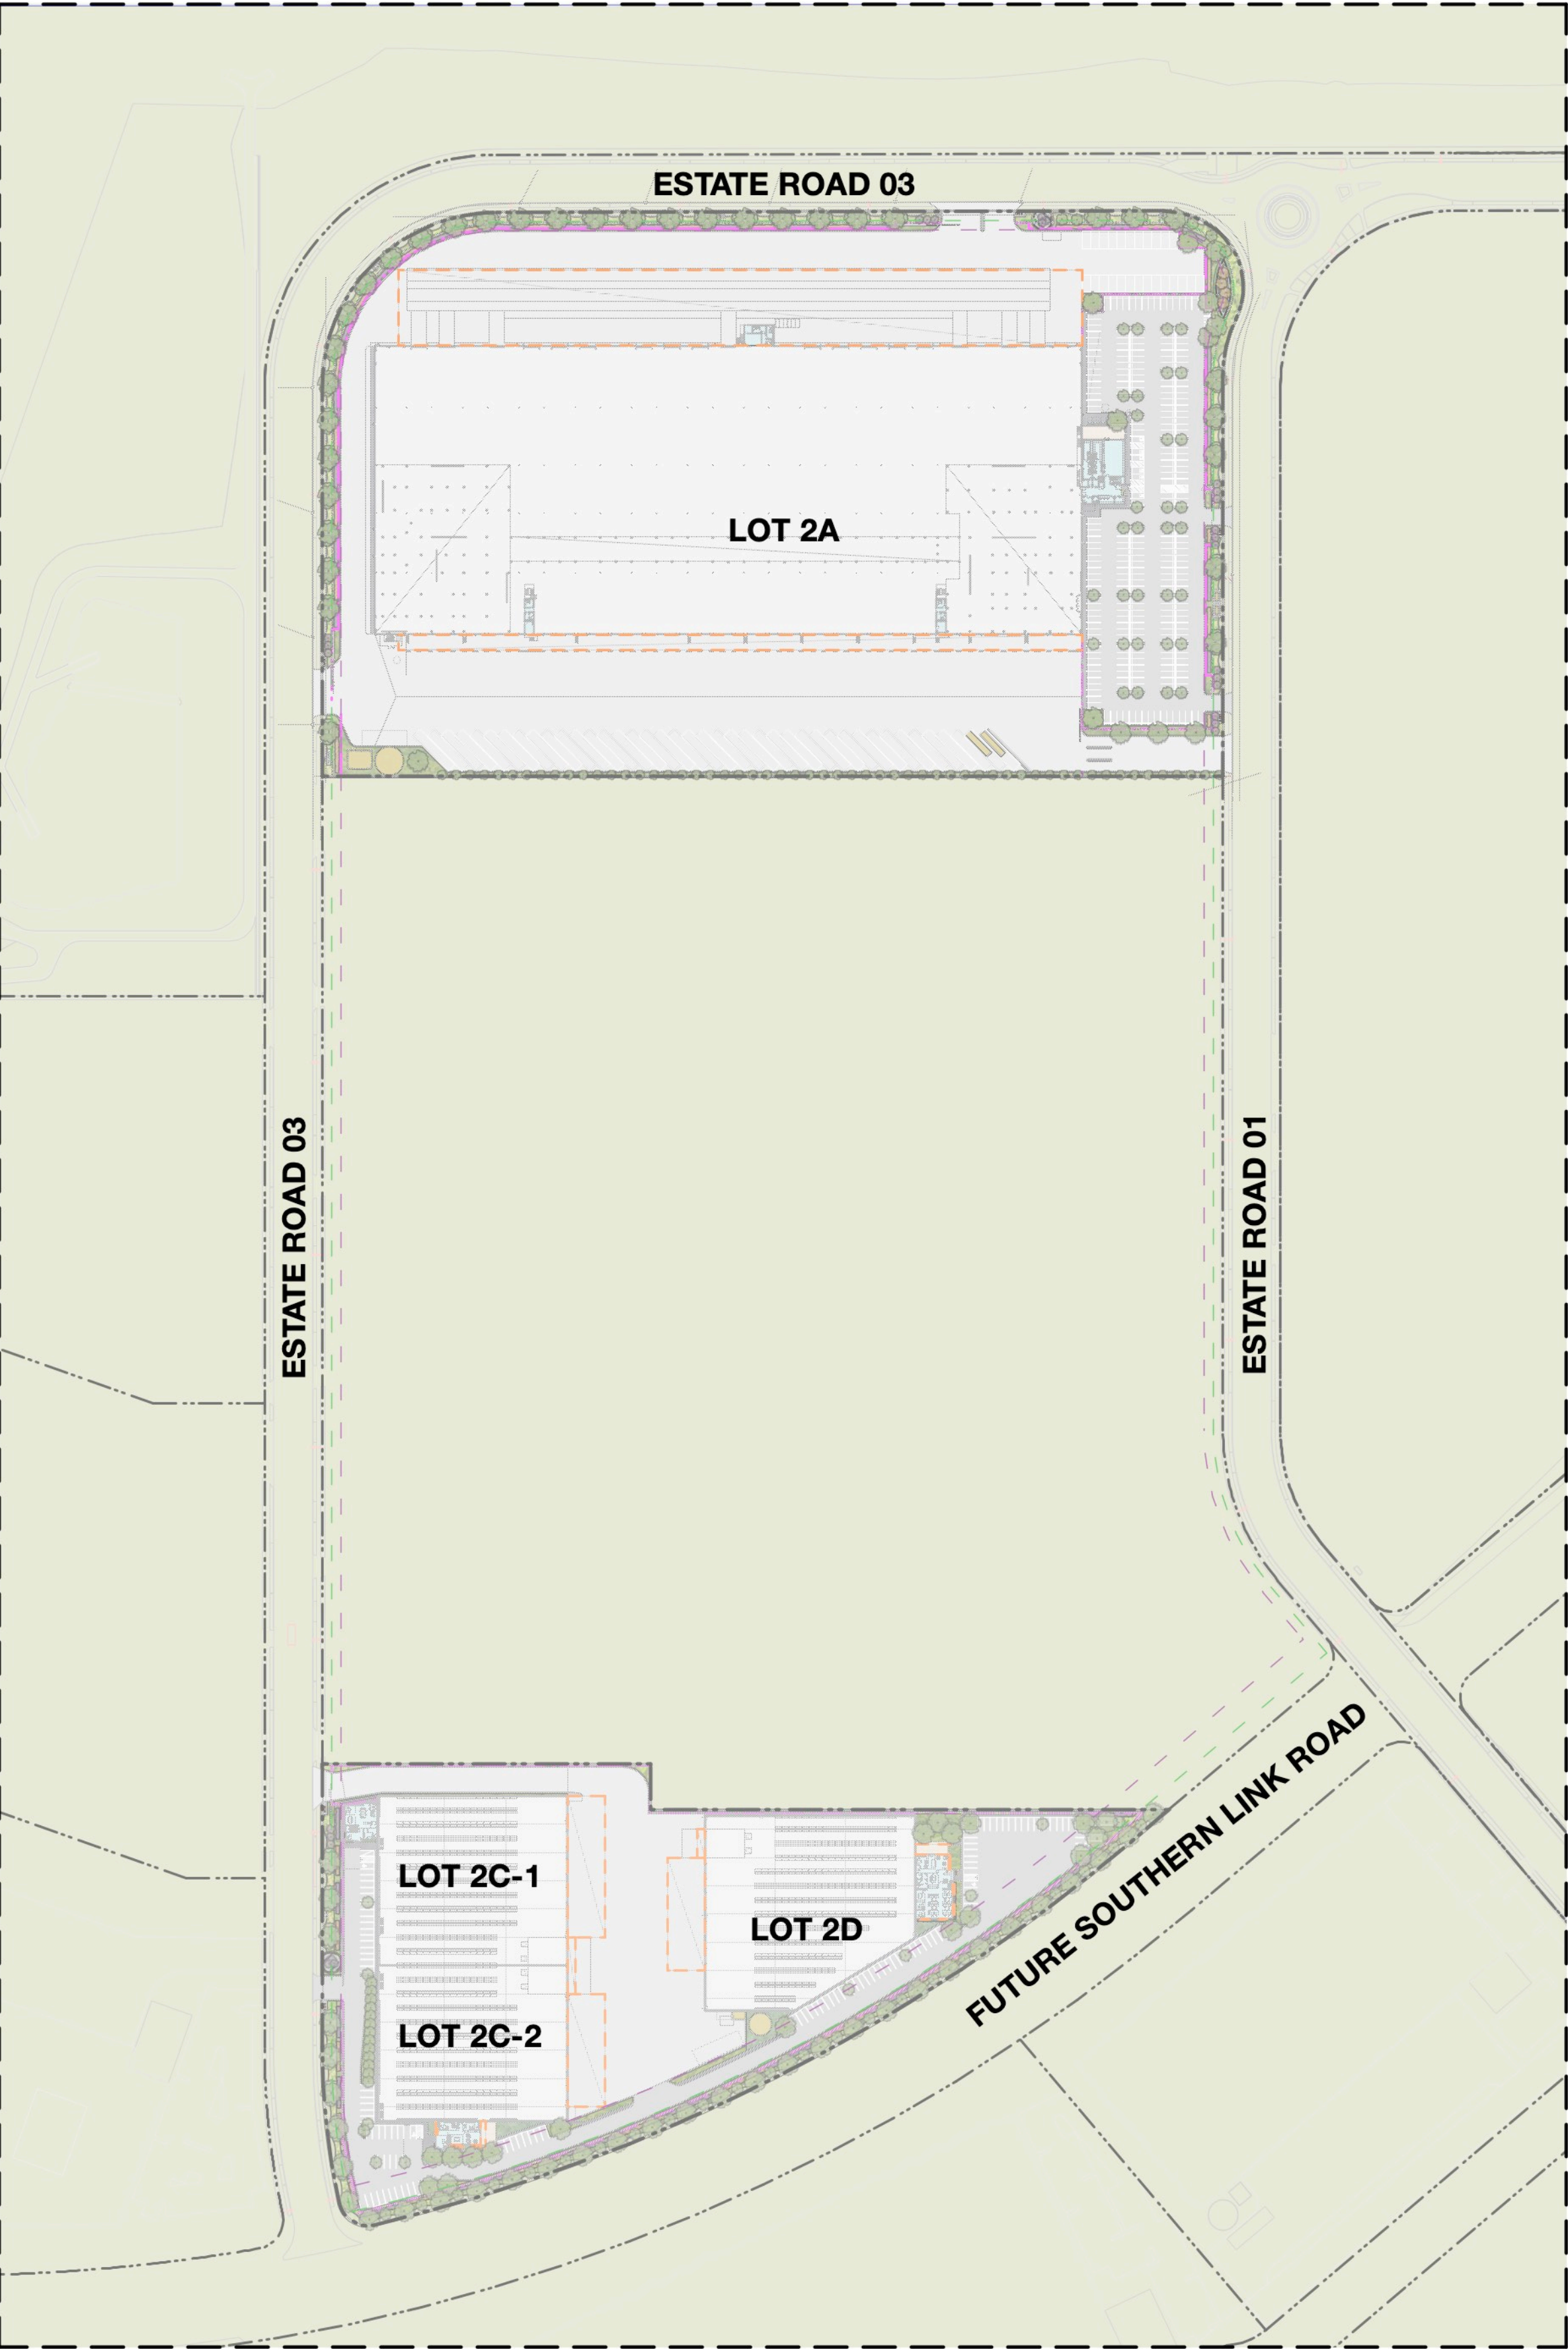 ESTATE ROAD 03
LOT 2A
ESTATE ROAD 03
ESTATE ROAD 01
FUTURE SOUTHERN LINK ROAD
LOT 2C-1
LOT 2D
LOT 2C-2